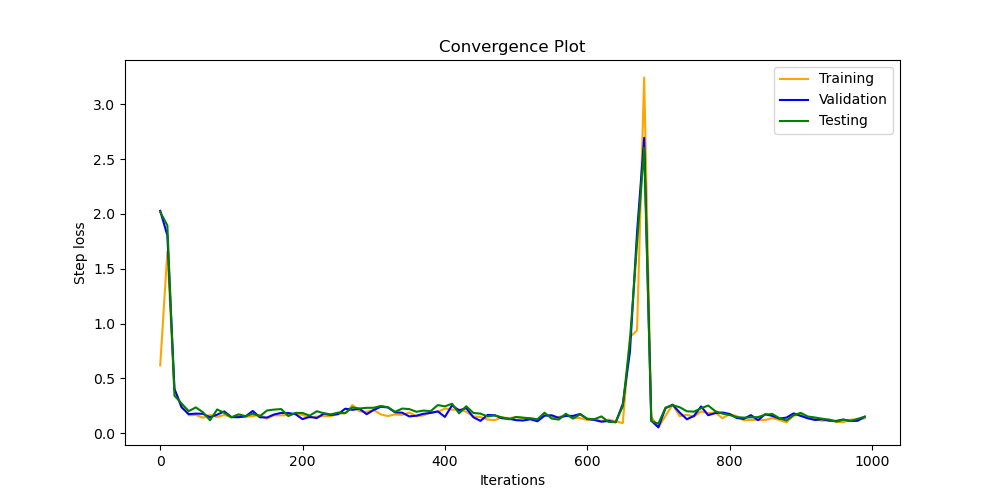 Convergence Plot
Training
Validation
Testing
Step loss
3.0
2.5
2.0
1.5
1.0
0.5
0.0
0 200 400 600 800 1000
Iterations